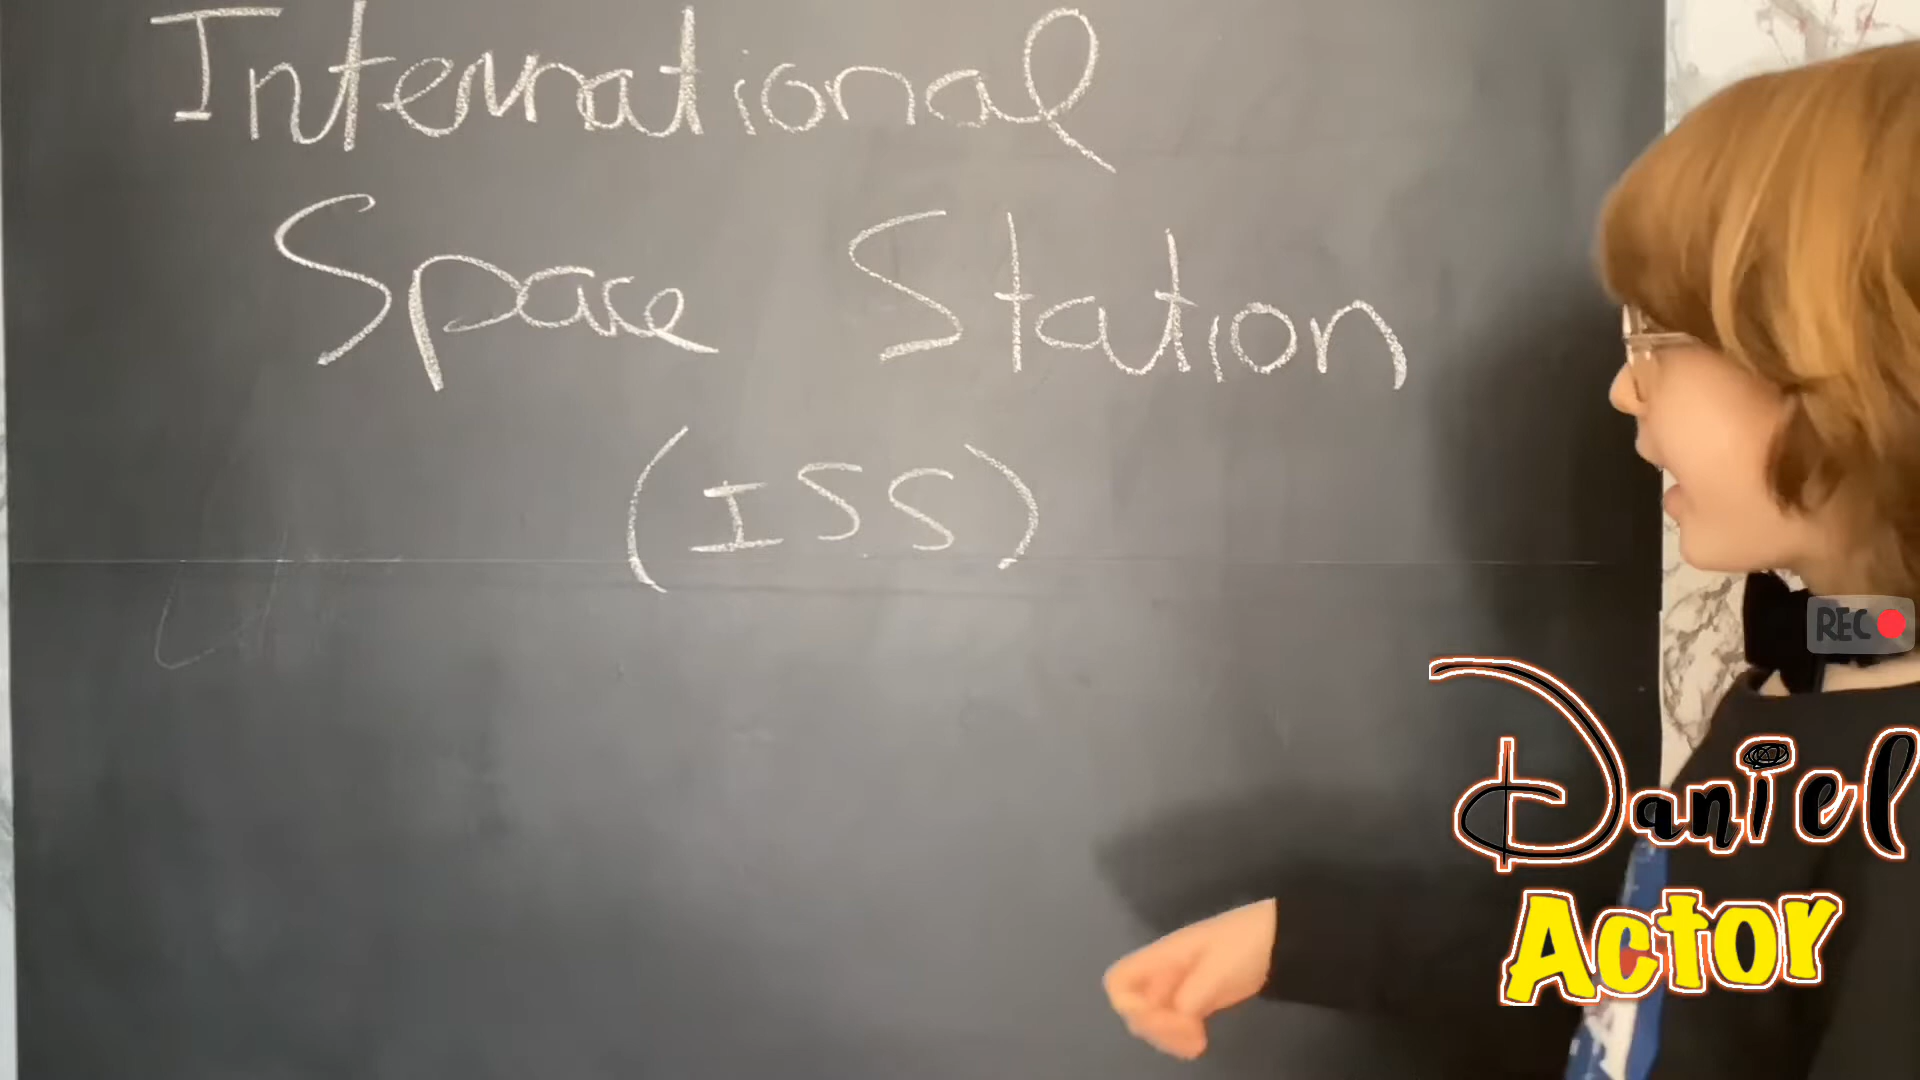 International
Space Station
(ISS)
REC
Daniel
Actor